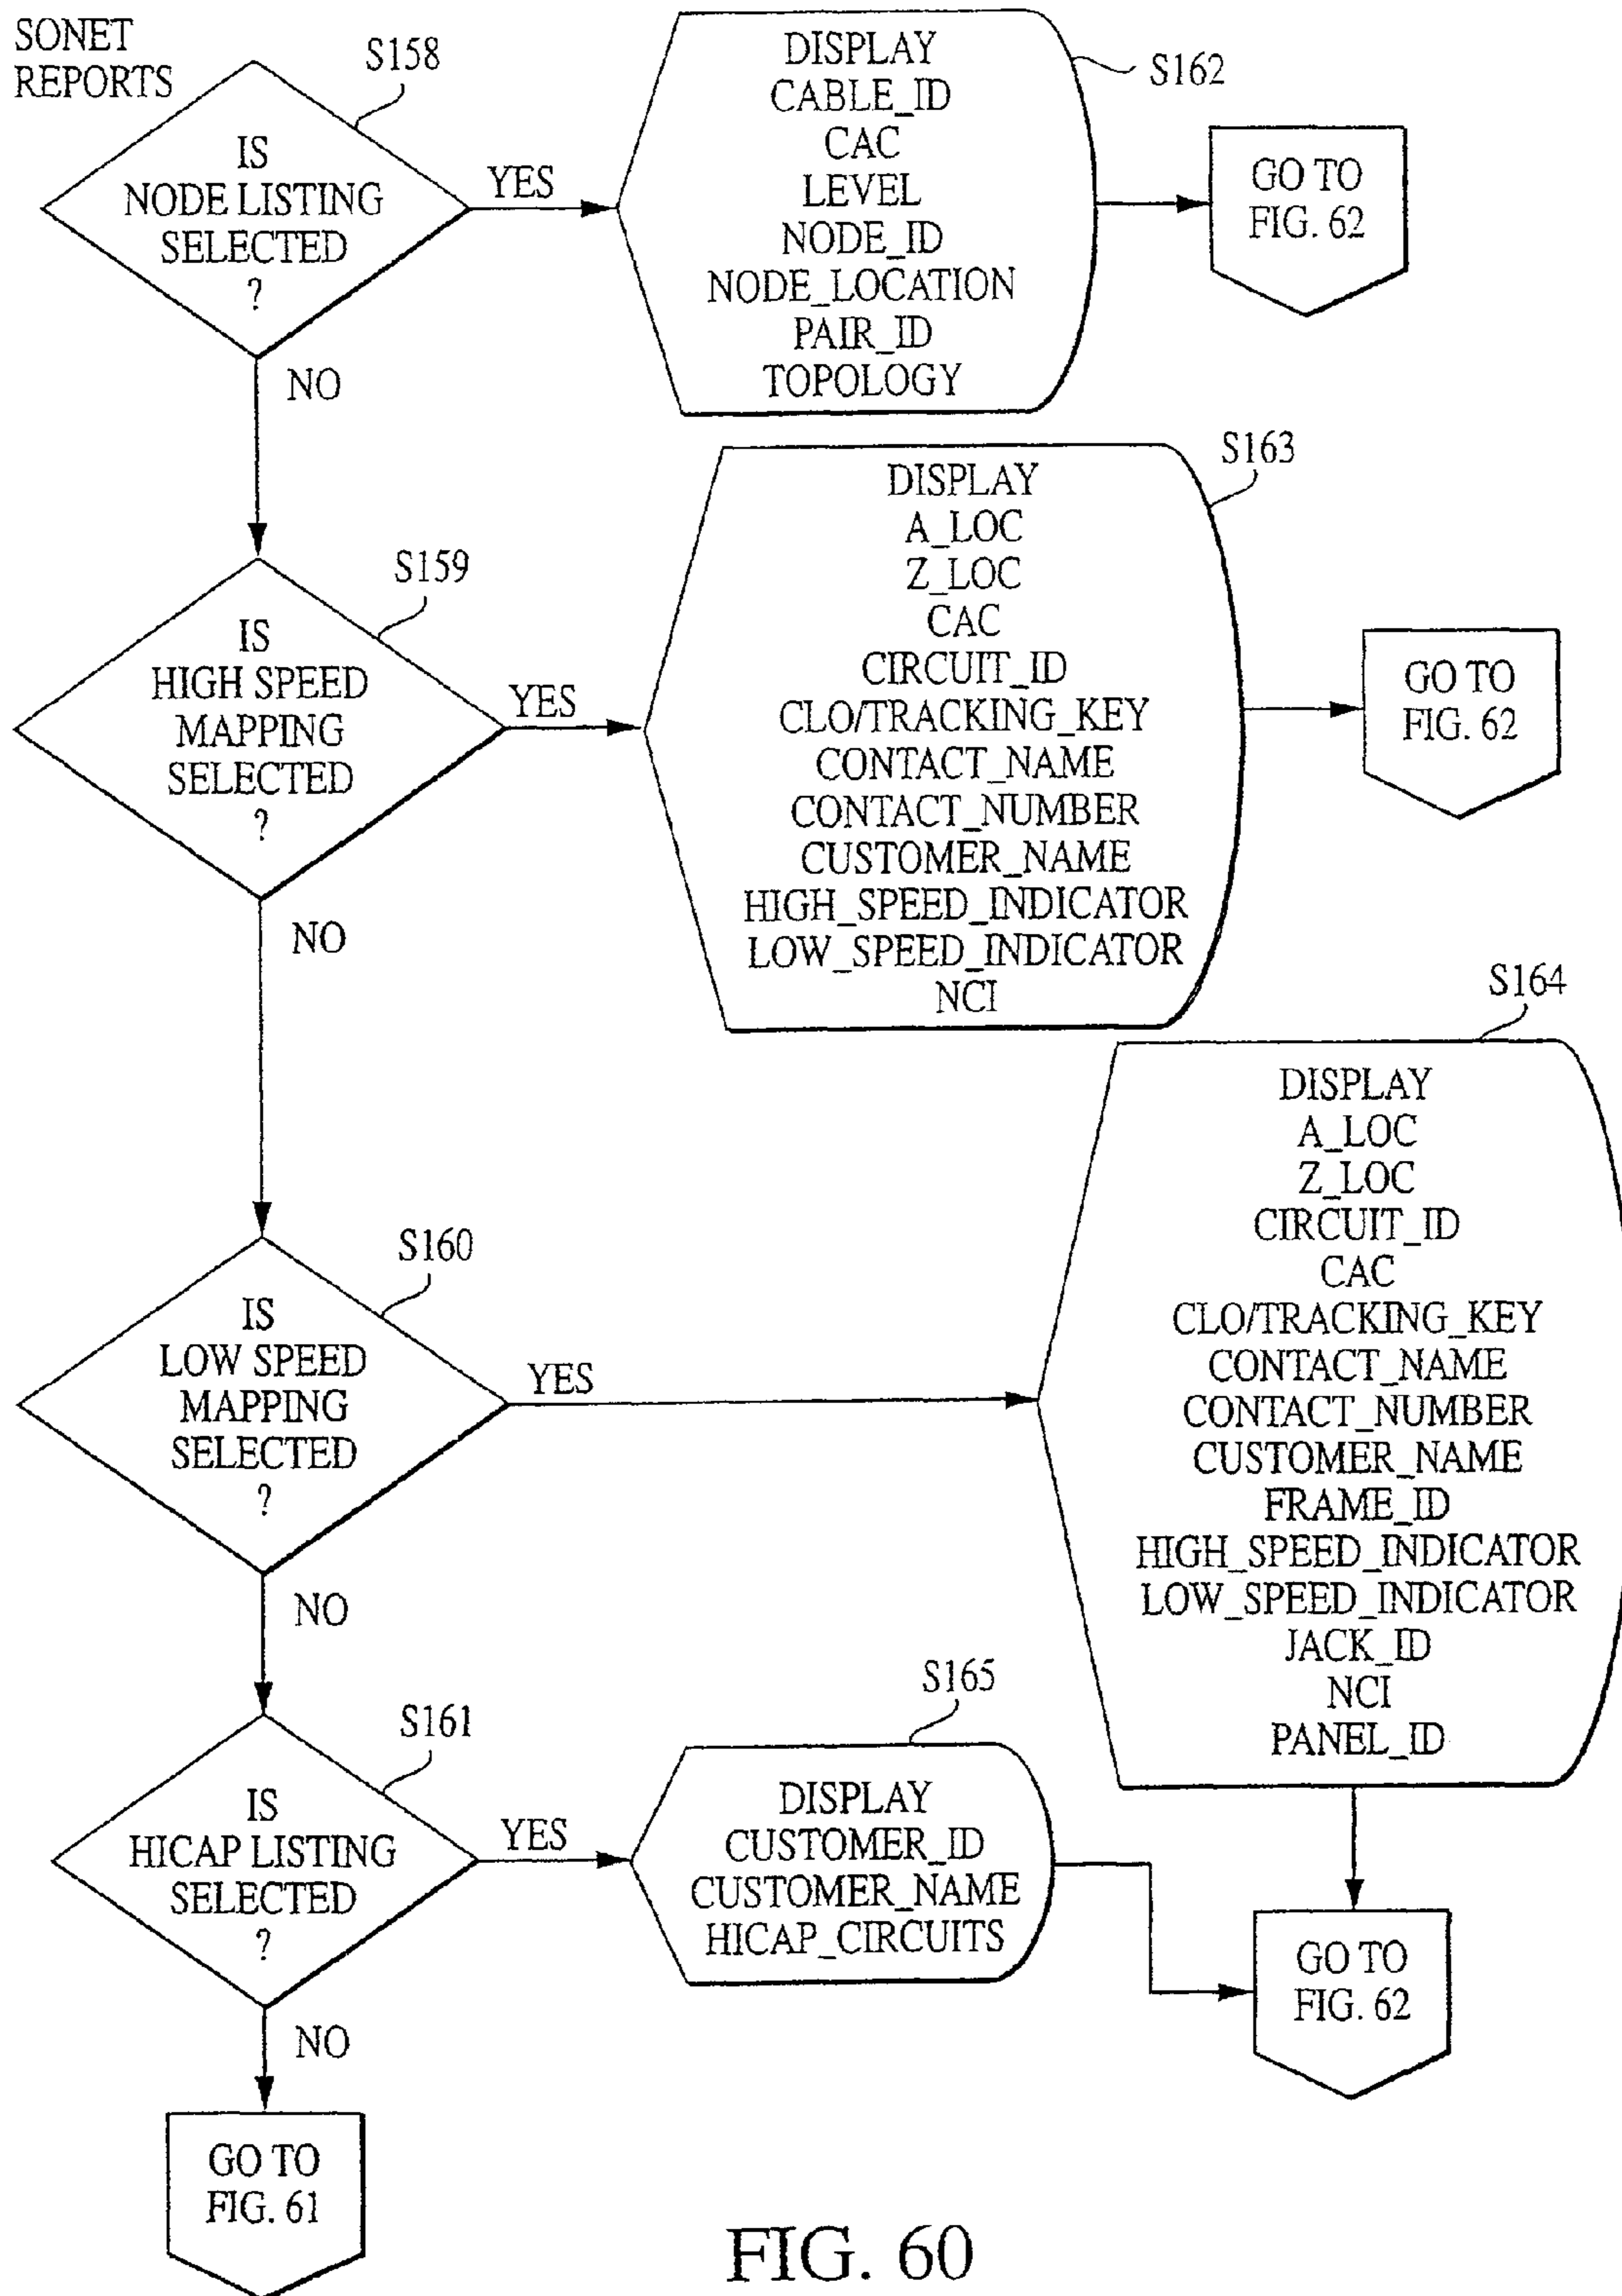 SONET
REPORTS
S158
IS
NODE LISTING
SELECTED
?
YES
NO
DISPLAY
CABLE_ID
CAC
LEVEL
NODE_ID
NODE_LOCATION
PAIR_ID
TOPOLOGY
S162
GO TO
FIG. 62
S159
IS
HIGH SPEED
MAPPING
SELECTED
?
YES
NO
DISPLAY
A_LOC
Z_LOC
CAC
CIRCUIT_ID
CLO/TRACKING_KEY
CONTACT_NAME
CONTACT_NUMBER
CUSTOMER_NAME
HIGH_SPEED_INDICATOR
LOW_SPEED_INDICATOR
NCI
S163
GO TO
FIG. 62
S160
IS
LOW SPEED
MAPPING
SELECTED
?
YES
NO
S164
DISPLAY
A_LOC
Z_LOC
CIRCUIT_ID
CAC
CLO/TRACKING_KEY
CONTACT_NAME
CONTACT_NUMBER
CUSTOMER_NAME
FRAME_ID
HIGH_SPEED_INDICATOR
LOW_SPEED_INDICATOR
JACK_ID
NCI
PANEL_ID
S161
IS
HICAP LISTING
SELECTED
?
YES
NO
S165
DISPLAY
CUSTOMER_ID
CUSTOMER_NAME
HICAP_CIRCUITS
GO TO
FIG. 62
GO TO
FIG. 61
FIG. 60